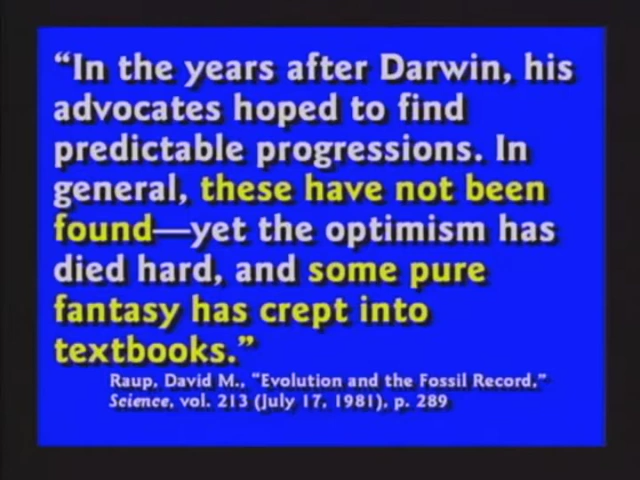 “In the years after Darwin, his
advocates hoped to find
predictable progressions. In
general, these have not been
found—yet the optimism has
died hard, and some pure
fantasy has crept into
textbooks.”
Raup, David M., “Evolution and the Fossil Record,”
Science, vol. 213 (July 17, 1981), p. 289